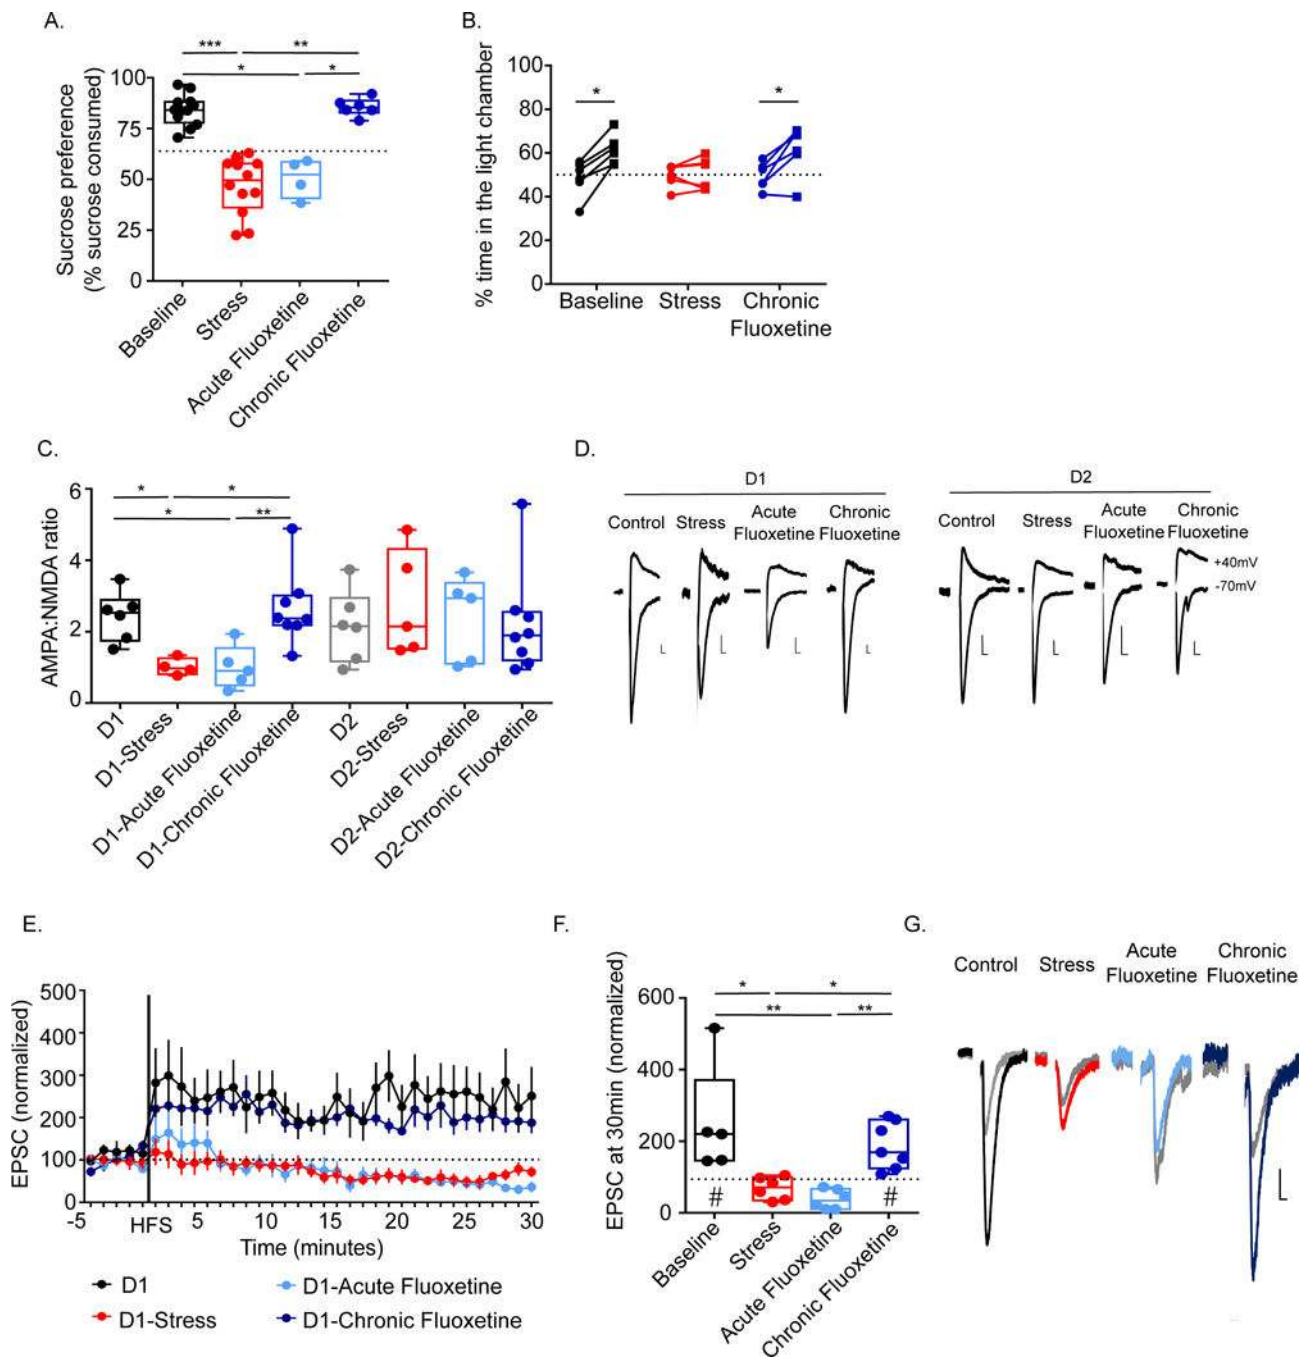 A.
*** **
* *
Sucrose preference
(% sucrose consumed)
100
75
50
25
0
Baseline
Stress
Acute Fluoxetine
Chronic Fluoxetine
B.
* *
% time in the light chamber
100
80
60
40
20
0
Baseline Stress Chronic
Fluoxetine
C.
* *
* **
AMPA:NMDA ratio
6
4
2
0
D1
D1-Stress
D1-Acute Fluoxetine
D1-Chronic Fluoxetine
D2
D2-Stress
D2-Acute Fluoxetine
D2-Chronic Fluoxetine
D.
D1 D2
Control Stress Acute Fluoxetine Chronic Fluoxetine
Control Stress Acute Fluoxetine Chronic Fluoxetine
+40mV
-70mV
E.
EPSC (normalized)
500
400
300
200
100
0
-5 HFS 5 10 15 20 25 30
Time (minutes)
D1 D1-Acute Fluoxetine
D1-Stress D1-Chronic Fluoxetine
F.
* *
** **
EPSC at 30min (normalized)
600
400
200
0
# #
Baseline
Stress
Acute Fluoxetine
Chronic Fluoxetine
G.
Control Stress Acute Fluoxetine Chronic Fluoxetine